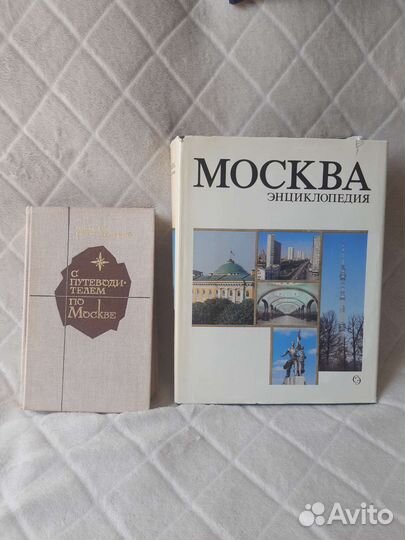 С
ПУТЕВОДИ-
ТЕЛЕМ
ПО
МОСКВЕ
МОСКВА
ЭНЦИКЛОПЕДИЯ
Avito